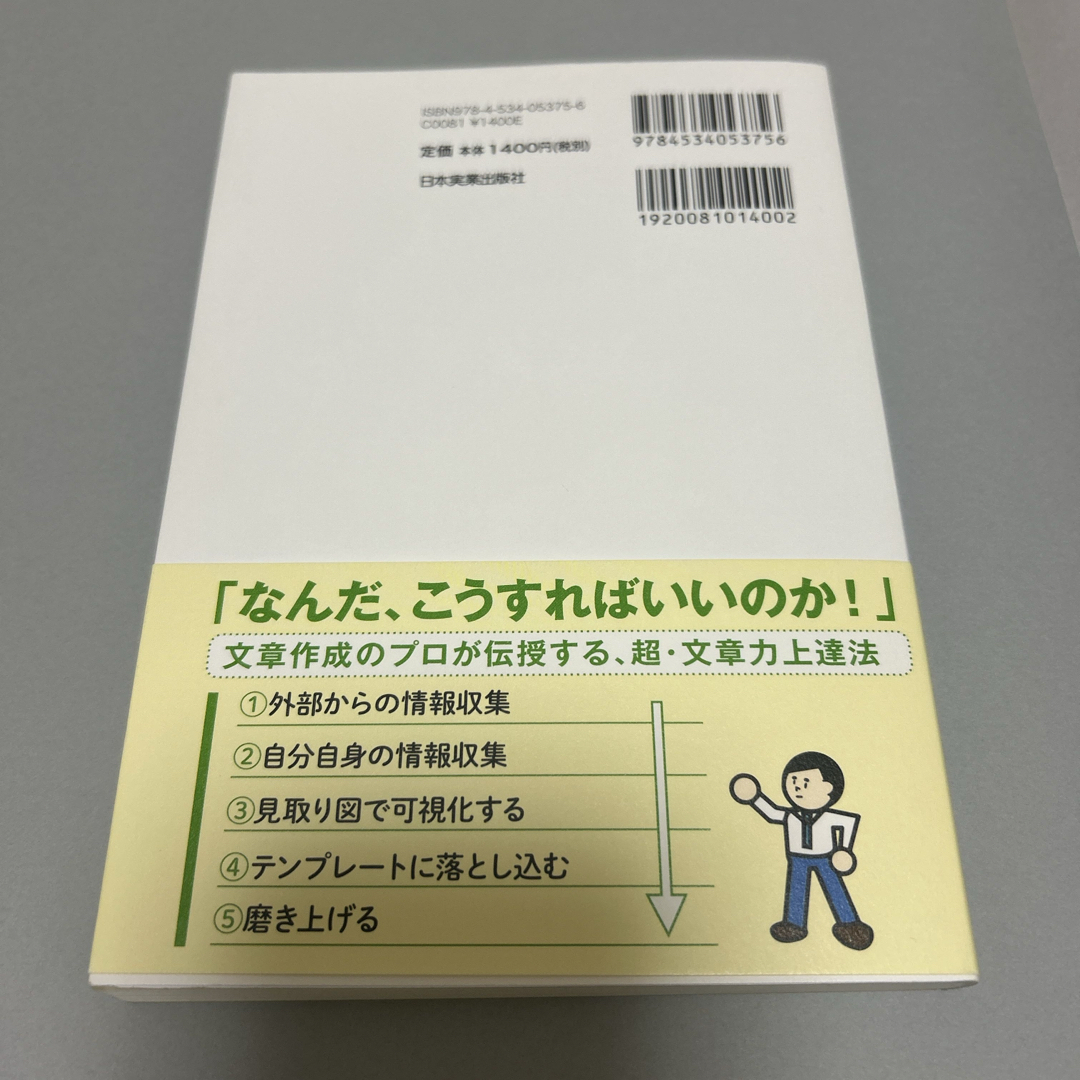 ISBN978-4-534-05375-6
C0081 ¥1400E
定価 本体1400円(税別)
日本実業出版社
9784534053756
1920081014002
「なんだ、こうすればいいのか！」
文章作成のプロが伝授する、超・文章力上達法
①外部からの情報収集
②自分自身の情報収集
③見取り図で可視化する
④テンプレートに落とし込む
⑤磨き上げる